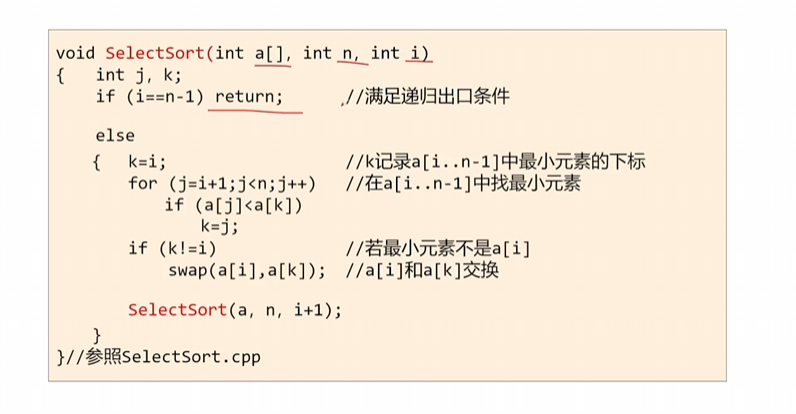 void SelectSort(int a[], int n, int i)
{ int j, k;
if (i==n-1) return; //满足递归出口条件
else
{ k=i; //k记录a[i..n-1]中最小元素的下标
for (j=i+1;j<n;j++) //在a[i..n-1]中找最小元素
if (a[j]<a[k])
k=j;
if (k!=i) //若最小元素不是a[i]
swap(a[i],a[k]); //a[i]和a[k]交换
SelectSort(a, n, i+1);
}
}//参照SelectSort.cpp